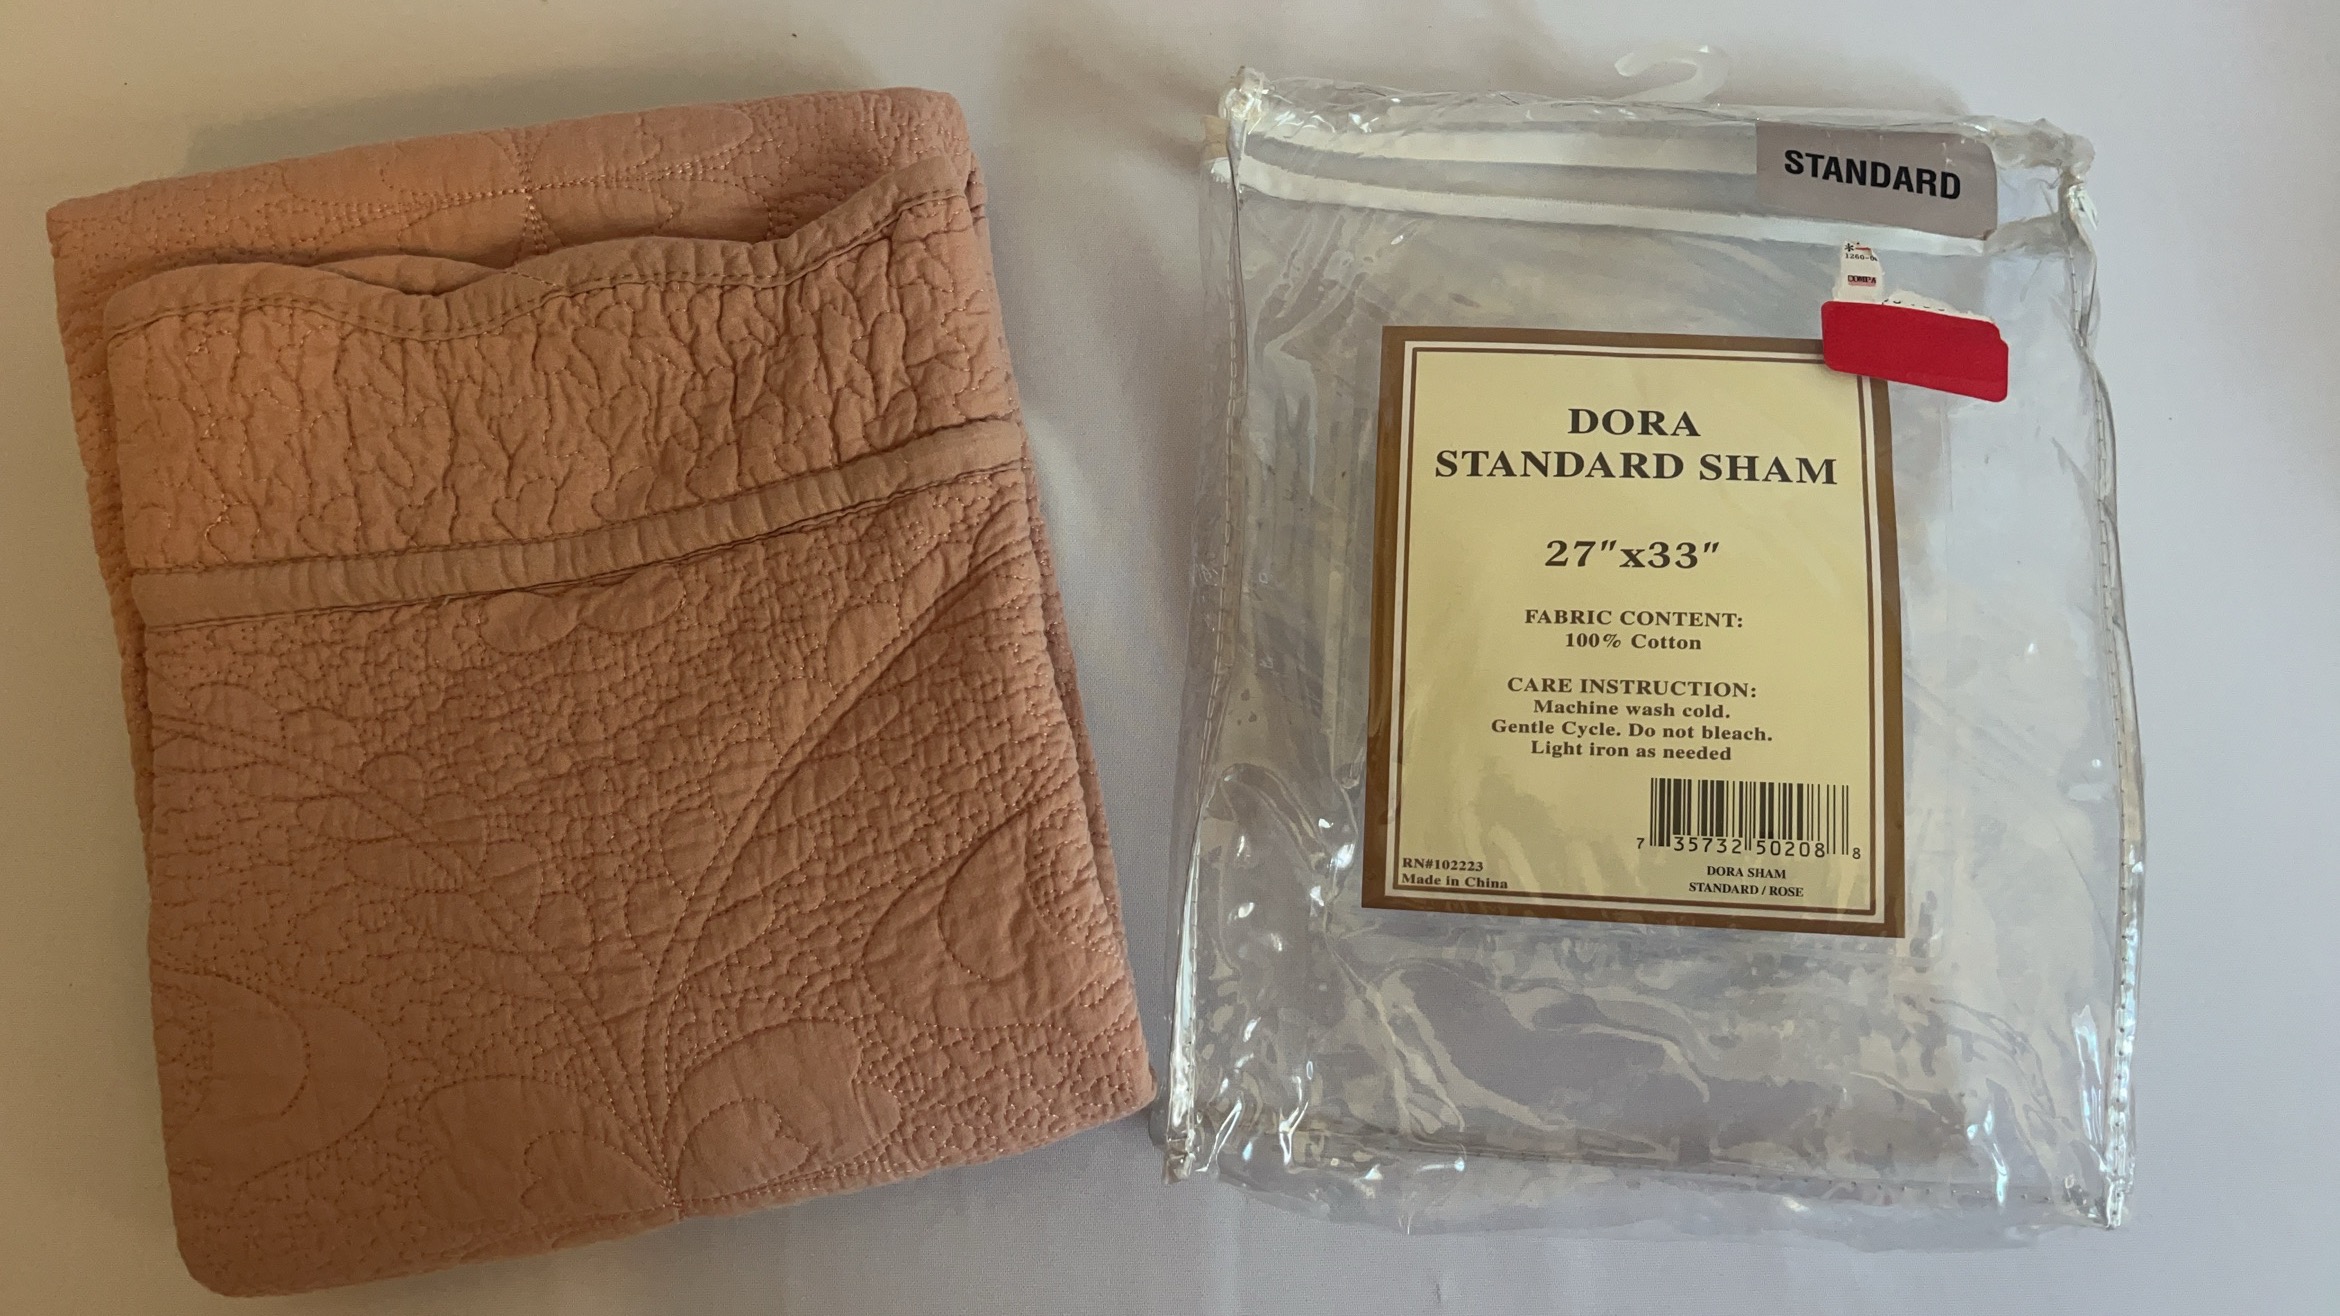 STANDARD
DORA
STANDARD SHAM
27"x33"
FABRIC CONTENT:
100% Cotton
CARE INSTRUCTION:
Machine wash cold.
Gentle Cycle. Do not bleach.
Light iron as needed
7 35732 50208 8
RN#102223
Made in China
DORA SHAM
STANDARD / ROSE